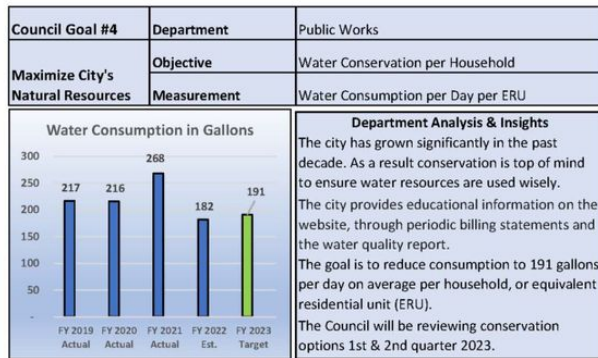 Council Goal #4
Department
Public Works
Maximize City's
Natural Resources
Objective
Water Conservation per Household
Measurement
Water Consumption per Day per ERU
Water Consumption in Gallons
300
250
200
150
100
50
-
217
216
268
182
191
FY 2019
Actual
FY 2020
Actual
FY 2021
Actual
FY 2022
Est.
FY 2023
Target
Department Analysis & Insights
The city has grown significantly in the past
decade. As a result conservation is top of mind
to ensure water resources are used wisely.
The city provides educational information on the
website, through periodic billing statements and
the water quality report.
The goal is to reduce consumption to 191 gallons
per day on average per household, or equivalent
residential unit (ERU).
The Council will be reviewing conservation
options 1st & 2nd quarter 2023.